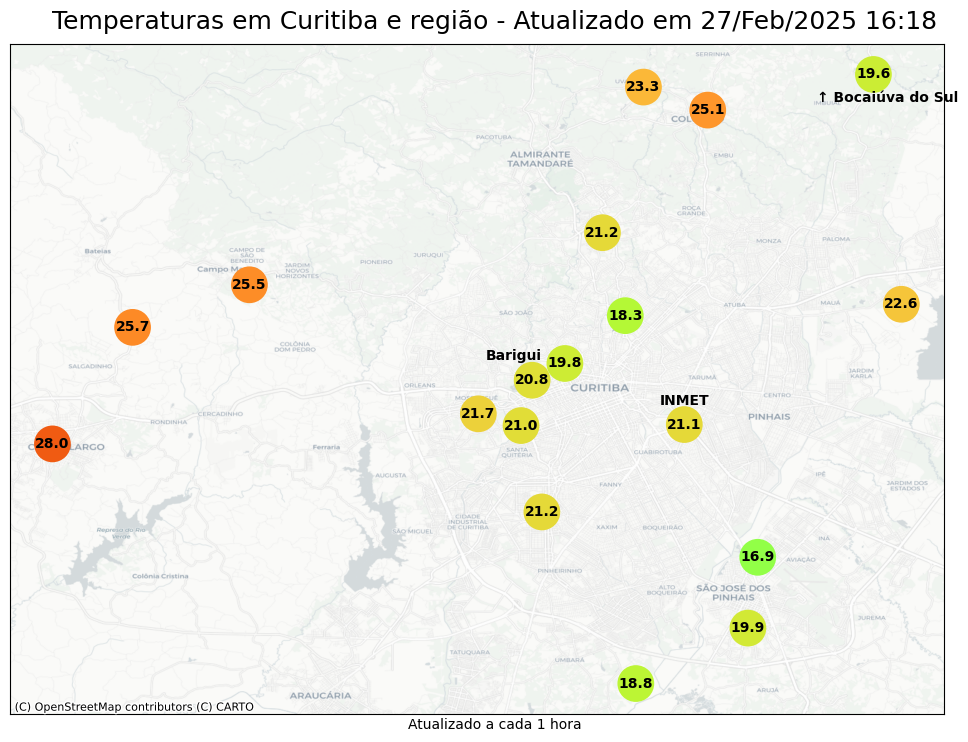 Temperaturas em Curitiba e região - Atualizado em 27/Feb/2025 16:18
SERRINHA
19.6
23.3
↑ Bocaiúva do Sul
25.1
PACOTUBA
ALMIRANTE
TAMANDARÉ
EMBU
ROÇA
GRANDE
21.2
MONZA
PALOMA
Bateias
CAMPO DE
SÃO
BENEDITO
JURUQUI
PIONEIRO
JARDIM
NOVOS
HORIZONTES
25.5
22.6
MAUÁ
ATUBA
SÃO JOÃO
18.3
25.7
COLÔNIA
DOM PEDRO
Barigui
19.8
SALGADINHO
JARDIM
KARLA
TARUMÃ
20.8
ORLEANS
CURITIBA
CENTRO
INMET
21.7
21.0
21.1
PINHAIS
CERCADINHO
RONDINHA
28.0
Ferraria
SANTA
QUITÉRIA
GUABIROTUBA
AUGUSTA
IPÊ
FANNY
JARDIM DOS
ESTADOS I
21.2
CIDADE
INDUSTRIAL
DE CURITIBA
SÃO MIGUEL
XAXIM
BOQUEIRÃO
Represa do Rio
Verde
INÁ
16.9
AVIAÇÃO
Colônia Cristina
PINHEIRINHO
ALTO
BOQUEIRÃO
SÃO JOSÉ DOS
PINHAIS
JUREMA
19.9
TATUQUARA
UMBARÁ
18.8
ARUJÁ
ARAUCÁRIA
(C) OpenStreetMap contributors (C) CARTO
Atualizado a cada 1 hora